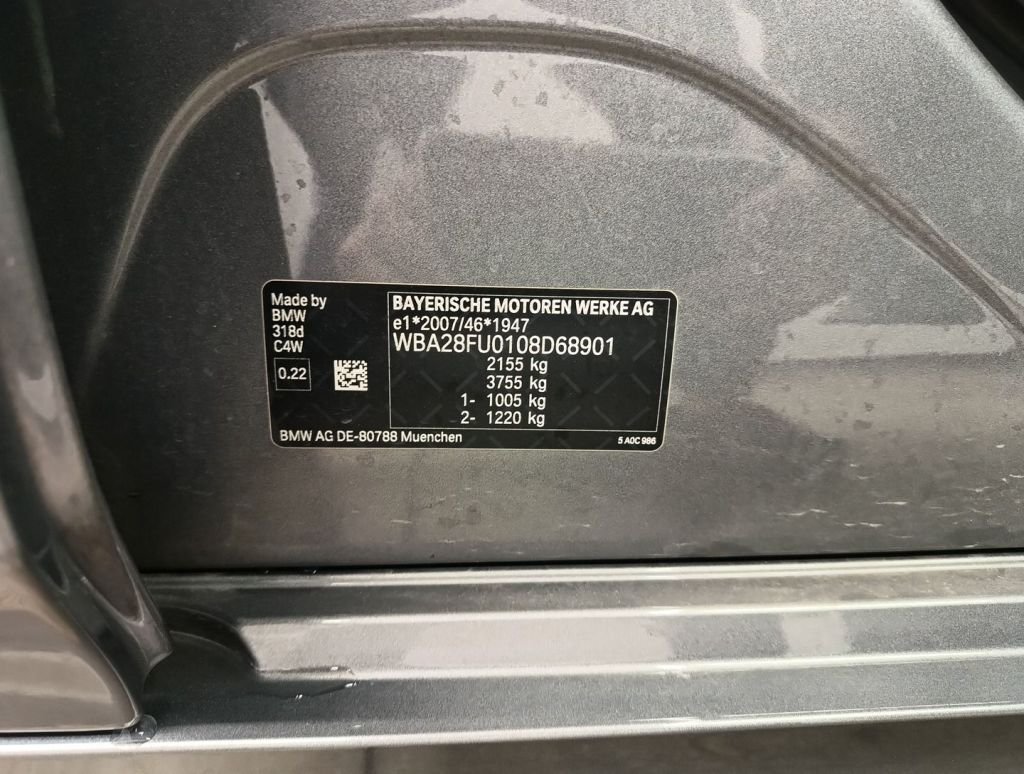 Made by
BMW
318d
C4W
0.22
BAYERISCHE MOTOREN WERKE AG
e1*2007/46*1947
WBA28FU0108D68901
2155 kg
3755 kg
1- 1005 kg
2- 1220 kg
BMW AG DE-80788 Muenchen
5 A0C 986